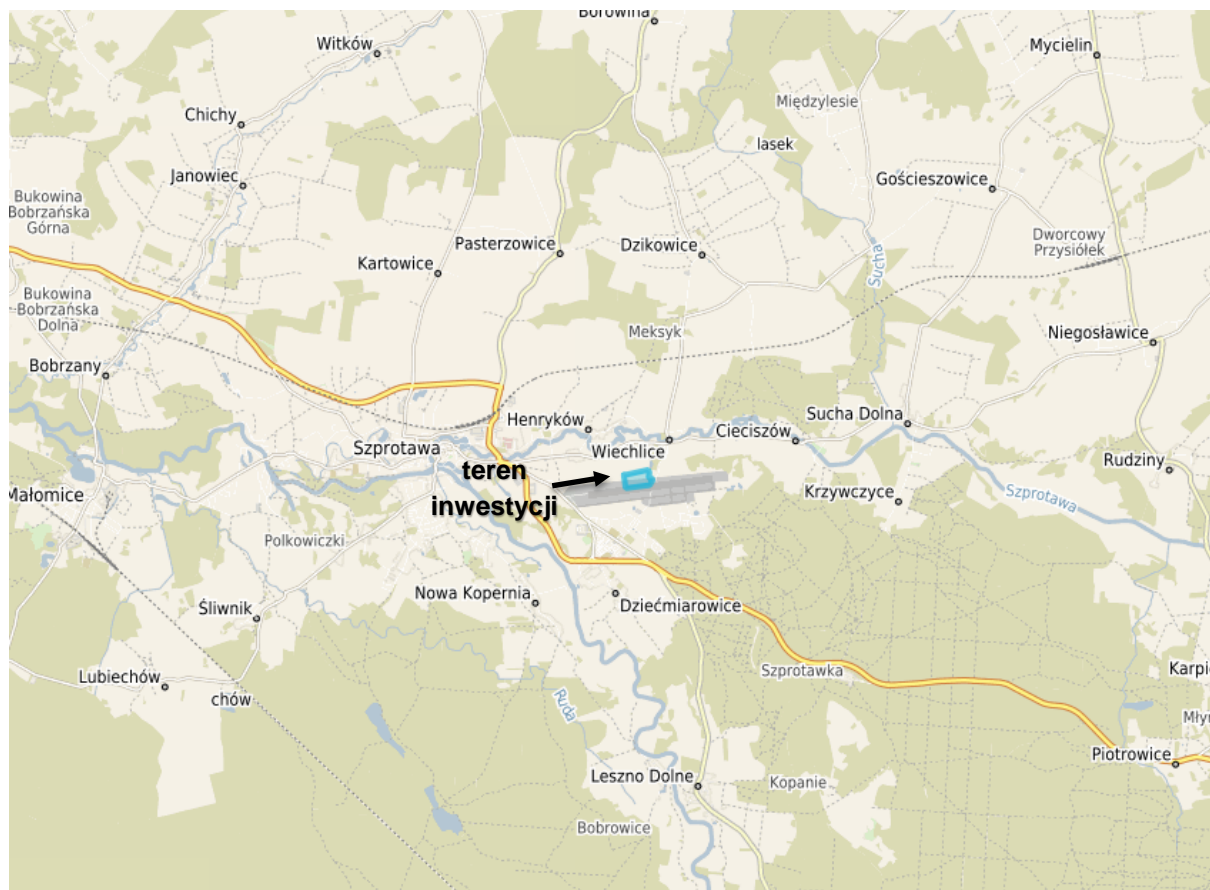 Borowina
Witków
Mycielin
Międzylesie
Chichy
lasek
Janowiec
Gościeszowice
Bukowina
Bobrzańska
Górna
Dworcowy
Przysiółek
Pasterzowice
Dzikowice
Sucha
Kartowice
Bukowina
Bobrzańska
Dolna
Meksyk
Niegosławice
Bobrzany
Sucha Dolna
Henryków
Cieciszów
Szprotawa
Wiechlice
Rudziny
teren
inwestycji
Małomice
Krzywczyce
Szprotawa
Polkowiczki
Nowa Kopernia
Dziećmiarowice
Śliwnik
Szprotawka
Karpi
Lubiechów
chów
Ruda
Młyn
Piotrowice
Leszno Dolne
Kopanie
Bobrowice